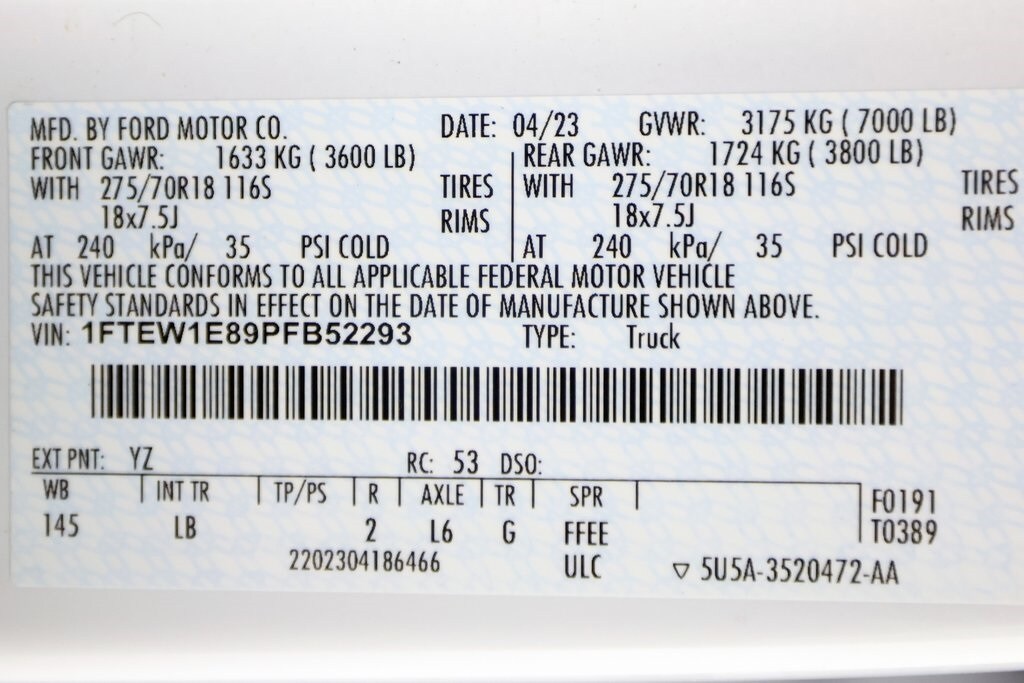 MFD. BY FORD MOTOR CO. DATE: 04/23 GVWR: 3175 KG ( 7000 LB)
FRONT GAWR: 1633 KG ( 3600 LB) REAR GAWR: 1724 KG ( 3800 LB)
WITH 275/70R18 116S TIRES WITH 275/70R18 116S TIRES
18x7.5J RIMS 18x7.5J RIMS
AT 240 kPa/ 35 PSI COLD AT 240 kPa/ 35 PSI COLD
THIS VEHICLE CONFORMS TO ALL APPLICABLE FEDERAL MOTOR VEHICLE
SAFETY STANDARDS IN EFFECT ON THE DATE OF MANUFACTURE SHOWN ABOVE.
VIN: 1FTEW1E89PFB52293 TYPE: Truck
EXT PNT: YZ RC: 53 DSO:
WB INT TR TP/PS R AXLE TR SPR F0191
145 LB 2 L6 G FFEE T0389
2202304186466 ULC ▽ 5U5A-3520472-AA